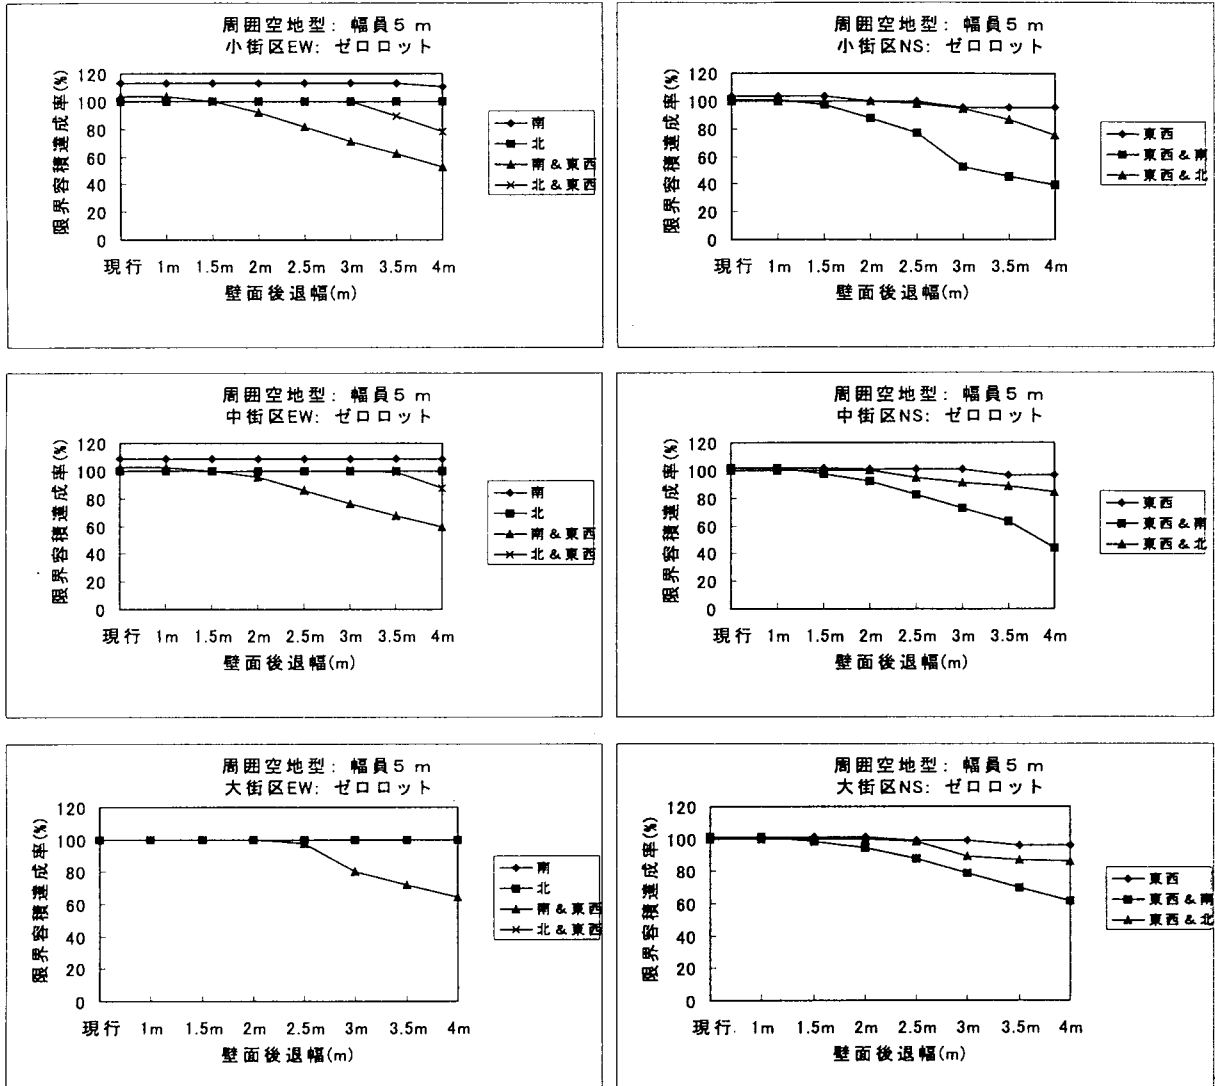 周囲空地型: 幅員5 m
小街区EW: ゼロロット
限界容積達成率(%)
120
100
80
60
40
20
0
現行 1m 1.5m 2m 2.5m 3m 3.5m 4m
壁面後退幅(m)
南
北
南 & 東西
北 & 東西
周囲空地型: 幅員5 m
小街区NS: ゼロロット
限界容積達成率(%)
120
100
80
60
40
20
0
現行 1m 1.5m 2m 2.5m 3m 3.5m 4m
壁面後退幅(m)
東西
東西 & 南
東西 & 北
周囲空地型: 幅員5 m
中街区EW: ゼロロット
限界容積達成率(%)
120
100
80
60
40
20
0
現行 1m 1.5m 2m 2.5m 3m 3.5m 4m
壁面後退幅(m)
南
北
南 & 東西
北 & 東西
周囲空地型: 幅員5 m
中街区NS: ゼロロット
限界容積達成率(%)
120
100
80
60
40
20
0
現行 1m 1.5m 2m 2.5m 3m 3.5m 4m
壁面後退幅(m)
東西
東西 & 南
東西 & 北
周囲空地型: 幅員5 m
大街区EW: ゼロロット
限界容積達成率(%)
120
100
80
60
40
20
0
現行 1m 1.5m 2m 2.5m 3m 3.5m 4m
壁面後退幅(m)
南
北
南 & 東西
北 & 東西
周囲空地型: 幅員5 m
大街区NS: ゼロロット
限界容積達成率(%)
120
100
80
60
40
20
0
現行 1m 1.5m 2m 2.5m 3m 3.5m 4m
壁面後退幅(m)
東西
東西 & 南
東西 & 北